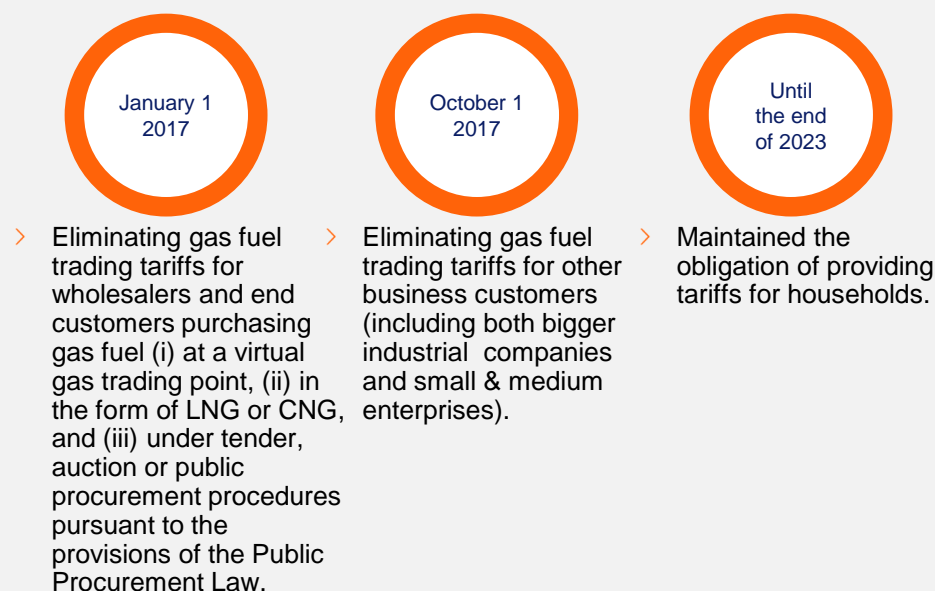 January 1
2017
Eliminating gas fuel
trading tariffs for
wholesalers and end
customers purchasing
gas fuel (i) at a virtual
gas trading point, (ii) in
the form of LNG or CNG,
and (iii) under tender,
auction or public
procurement procedures
pursuant to the
provisions of the Public
Procurement Law.
October 1
2017
Eliminating gas fuel
trading tariffs for other
business customers
(including both bigger
industrial companies
and small & medium
enterprises).
Until
the end
of 2023
Maintained the
obligation of providing
tariffs for households.